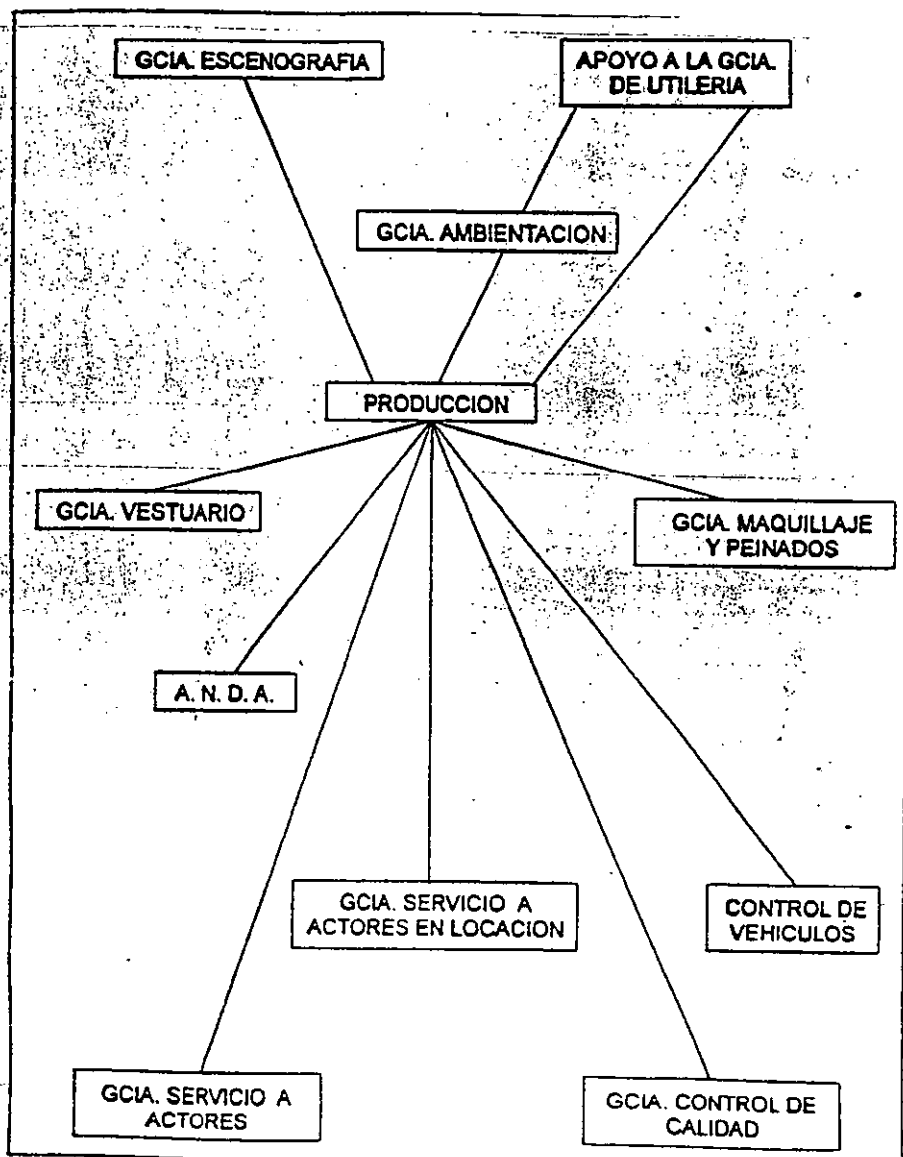 GCIA. ESCENOGRAFIA
APOYO A LA GCIA.
DE UTILERIA
GCIA. AMBIENTACION
PRODUCCION
GCIA. VESTUARIO
GCIA. MAQUILLAJE
Y PEINADOS
A. N. D. A.
GCIA. SERVICIO A
ACTORES EN LOCACION
CONTROL DE
VEHICULOS
GCIA. SERVICIO A
ACTORES
GCIA. CONTROL DE
CALIDAD